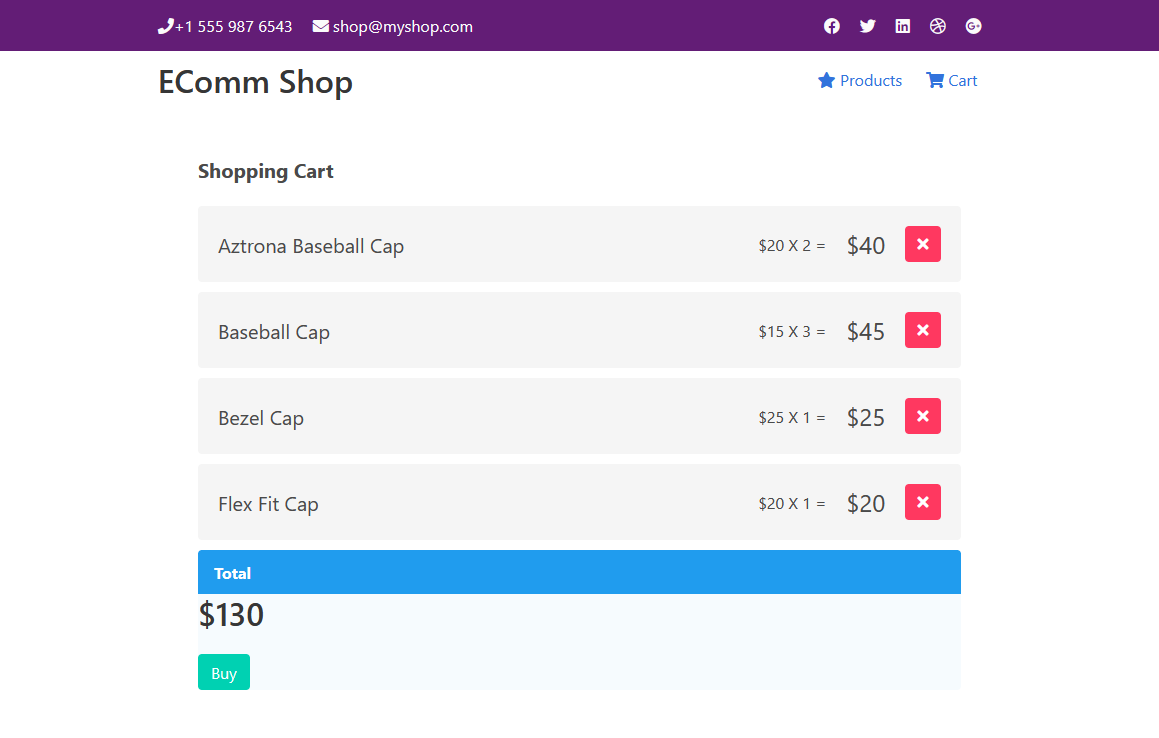 +1 555 987 6543 shop@myshop.com
EComm Shop Products Cart
Shopping Cart
Aztrona Baseball Cap $20 X 2 = $40
Baseball Cap $15 X 3 = $45
Bezel Cap $25 X 1 = $25
Flex Fit Cap $20 X 1 = $20
Total
$130
Buy